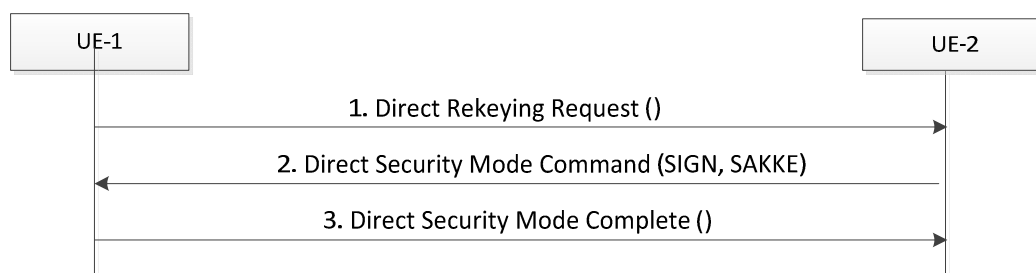 UE-1
UE-2
1. Direct Rekeying Request ()
2. Direct Security Mode Command (SIGN, SAKKE)
3. Direct Security Mode Complete ()